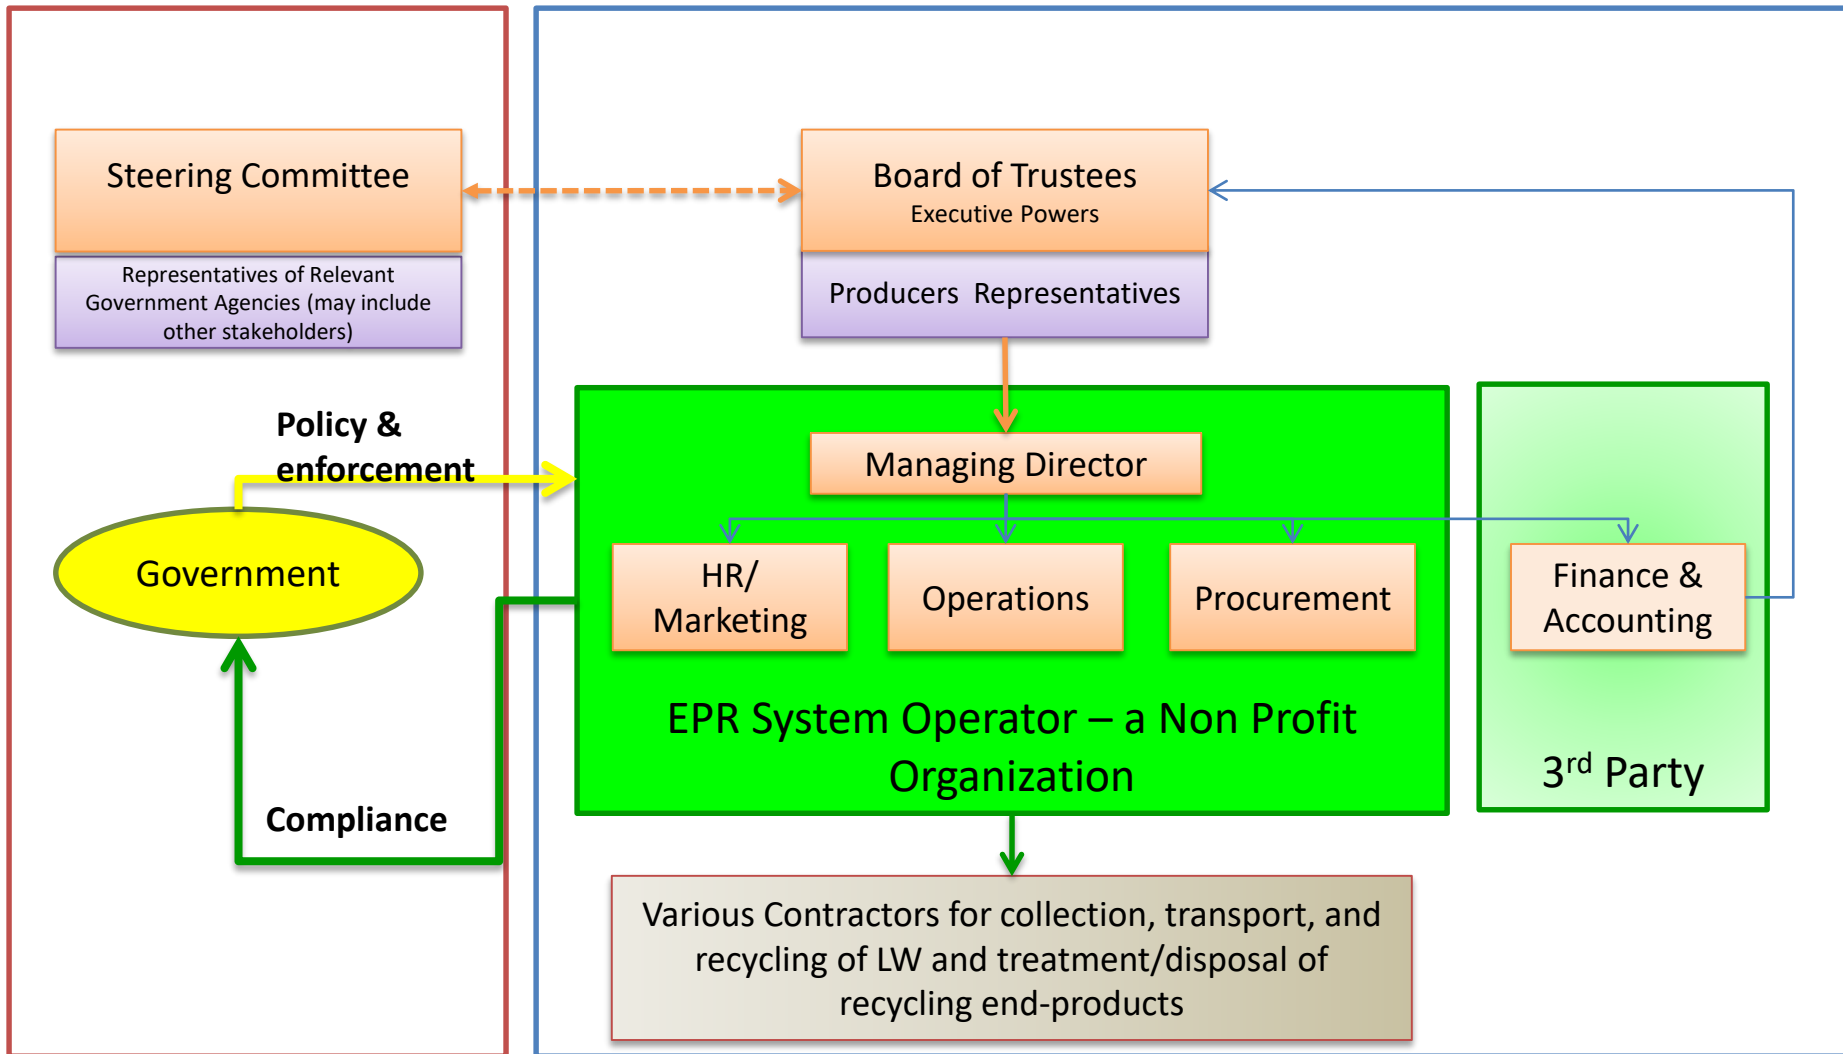 Steering Committee
Representatives of Relevant
Government Agencies (may include
other stakeholders)
Board of Trustees
Executive Powers
Producers  Representatives
Policy &
enforcement
Government
Compliance
Managing Director
HR/
Marketing
Operations
Procurement
Finance &
Accounting
EPR System Operator – a Non Profit
Organization
3rd Party
Various Contractors for collection, transport, and
recycling of LW and treatment/disposal of
recycling end-products